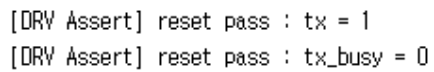 [DRV Assert] reset pass : tx = 1
[DRV Assert] reset pass : tx_busy = 0